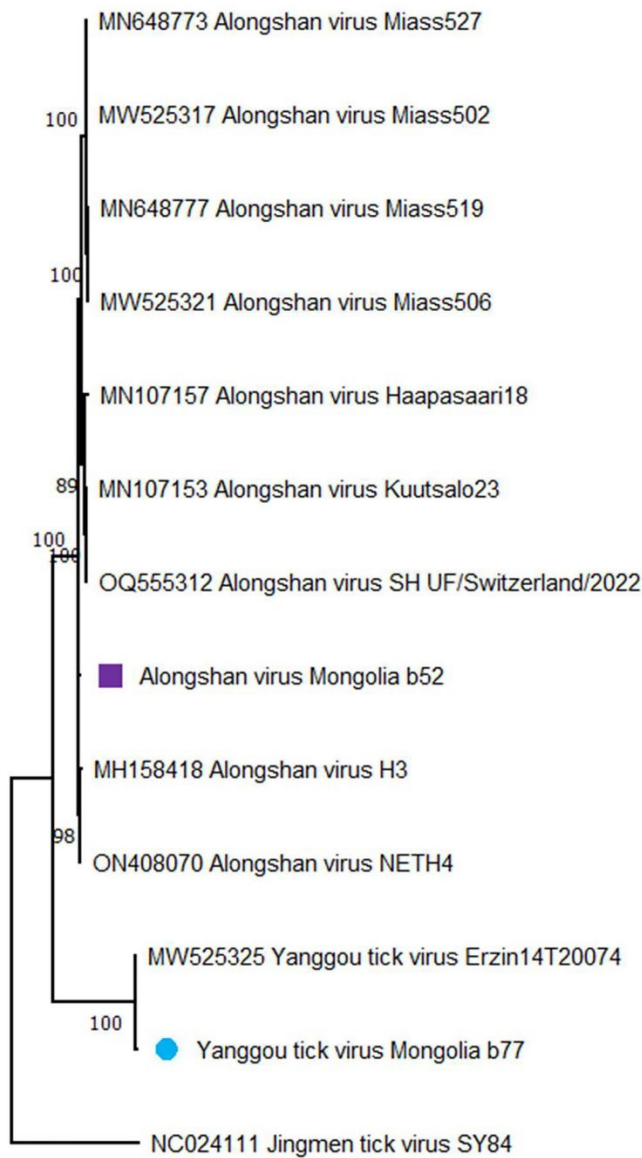 MN648773 Alongshan virus Miass527
100
MW525317 Alongshan virus Miass502
MN648777 Alongshan virus Miass519
100
MW525321 Alongshan virus Miass506
MN107157 Alongshan virus Haapasaari18
89
MN107153 Alongshan virus Kuutsalo23
100
100
OQ555312 Alongshan virus SH UF/Switzerland/2022
Alongshan virus Mongolia b52
MH158418 Alongshan virus H3
98
ON408070 Alongshan virus NETH4
MW525325 Yanggou tick virus Erzin14T20074
100
Yanggou tick virus Mongolia b77
NC024111 Jingmen tick virus SY84